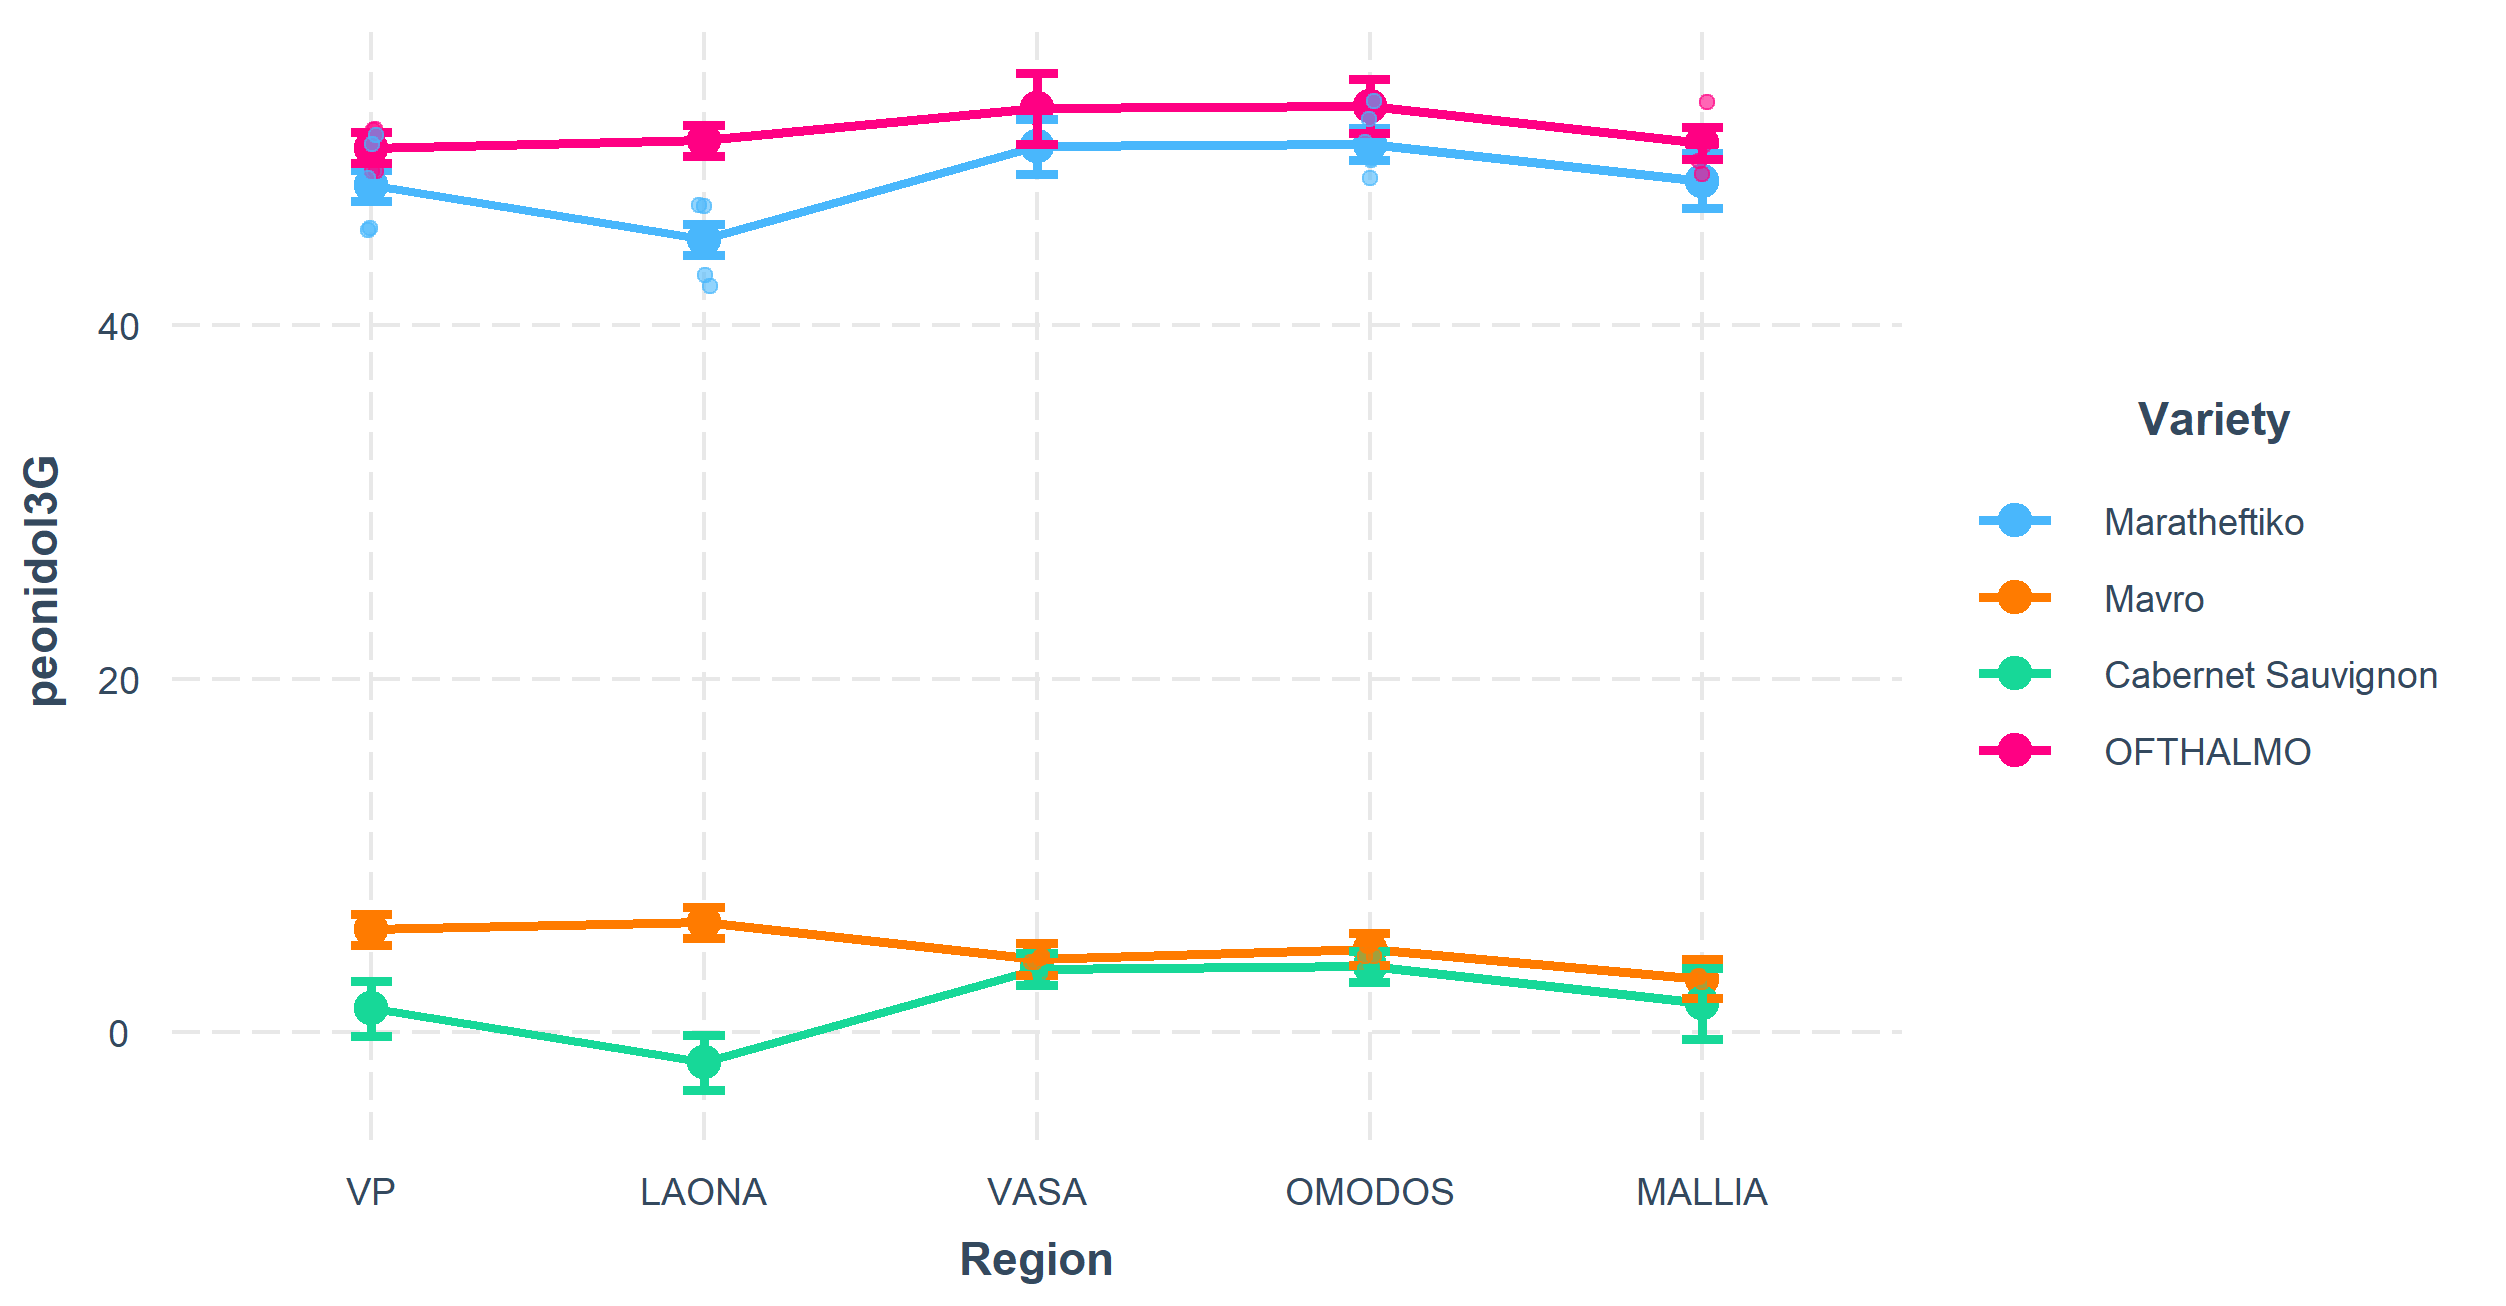 peonidol3G
40
20
0
VP
LAONA
VASA
OMODOS
MALLIA
Region
Variety
Maratheftiko
Mavro
Cabernet Sauvignon
OFTHALMO